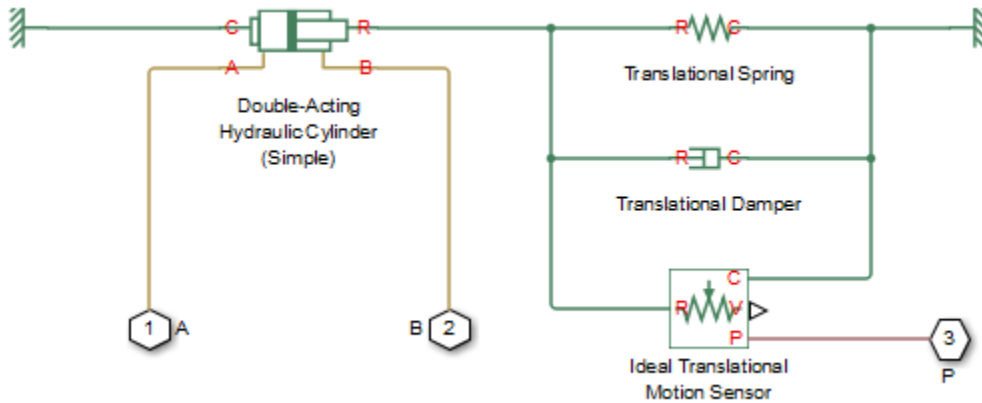 C R R C
Translational Spring
A B
Double-Acting
Hydraulic Cylinder
(Simple)
R C
Translational Damper
C
R V
P
1 A B 2 3
P
Ideal Translational
Motion Sensor